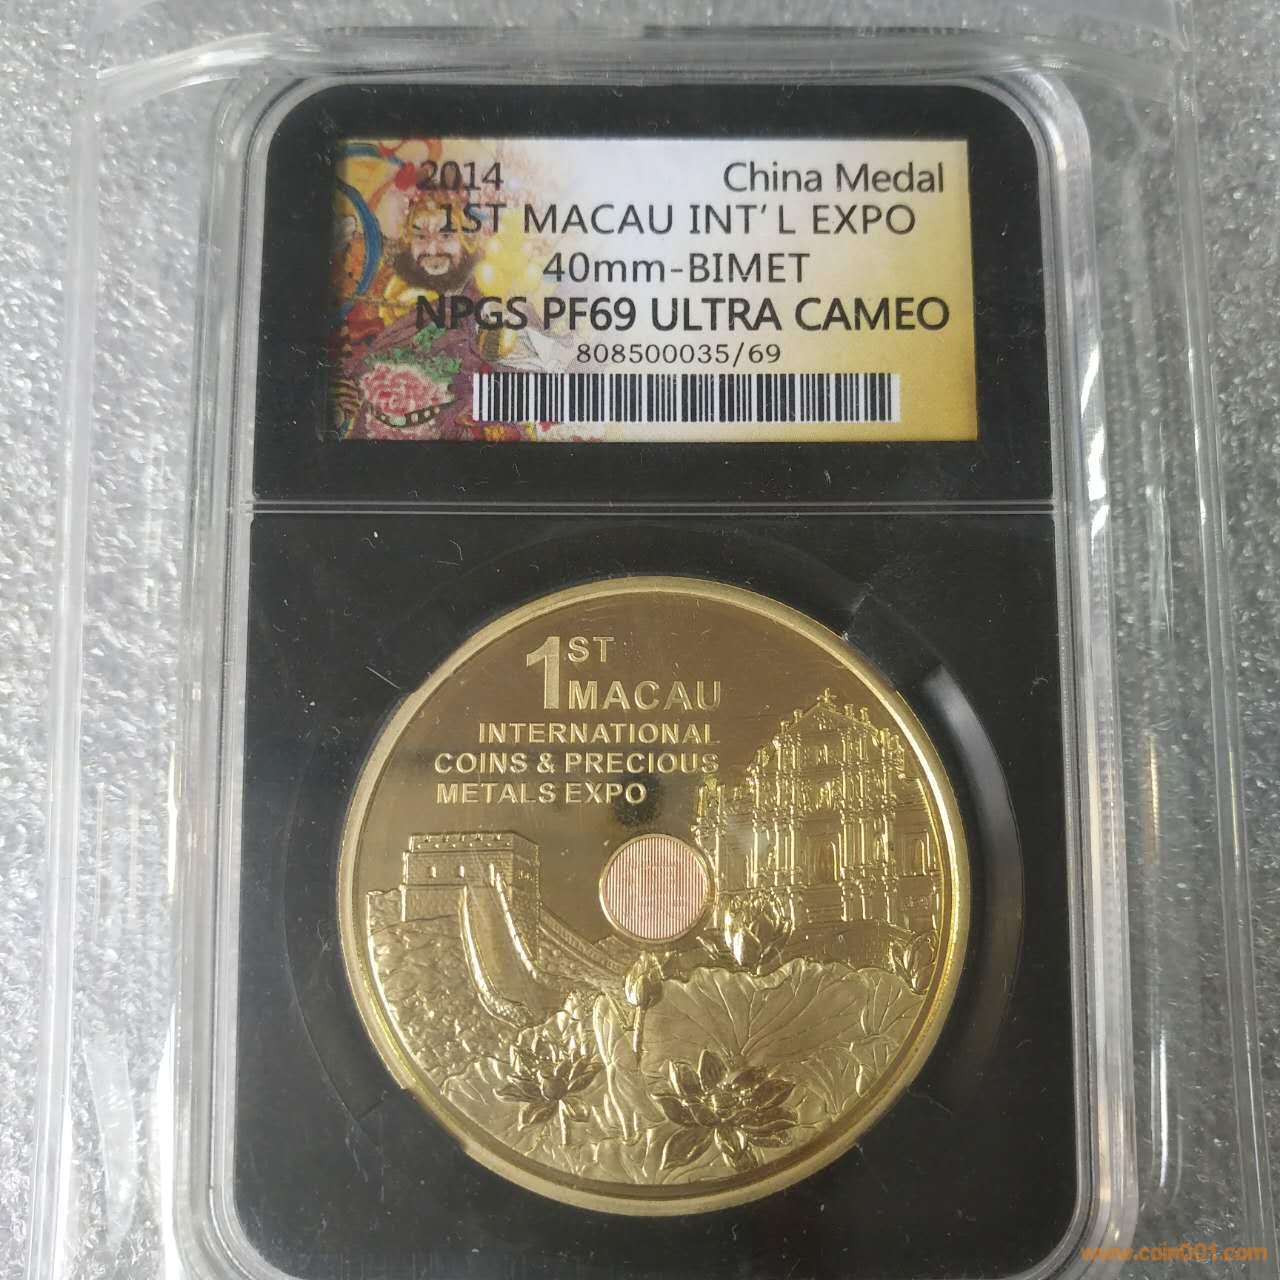 2014 China Medal
1ST MACAU INT'L EXPO
40mm-BIMET
NPGS PF69 ULTRA CAMEO
808500035/69
1ST
MACAU
INTERNATIONAL
COINS & PRECIOUS
METALS EXPO
www.coin001.com